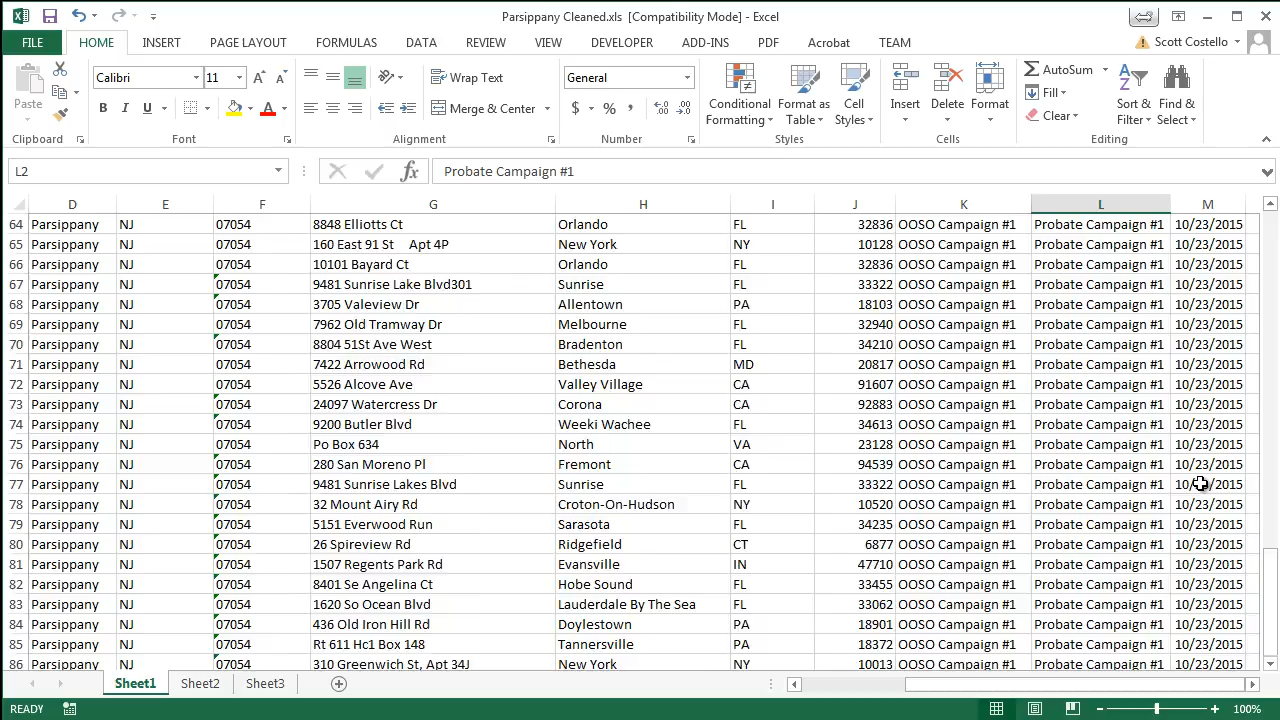 Parsippany Cleaned.xls [Compatibility Mode] - Excel
FILE HOME INSERT PAGE LAYOUT FORMULAS DATA REVIEW VIEW DEVELOPER ADD-INS PDF Acrobat TEAM Scott Costello
Paste
Calibri 11
B I U A
Wrap Text
Merge & Center
General
$ % ,
Conditional Formatting
Format as Table
Cell Styles
Insert Delete Format
AutoSum
Fill
Clear
Sort & Filter
Find & Select
Clipboard Font Alignment Number Styles Cells Editing
L2 fx Probate Campaign #1
D E F G H I J K L M
64 Parsippany NJ 07054 8848 Elliotts Ct Orlando FL 32836 OOSO Campaign #1 Probate Campaign #1 10/23/2015
65 Parsippany NJ 07054 160 East 91 St Apt 4P New York NY 10128 OOSO Campaign #1 Probate Campaign #1 10/23/2015
66 Parsippany NJ 07054 10101 Bayard Ct Orlando FL 32836 OOSO Campaign #1 Probate Campaign #1 10/23/2015
67 Parsippany NJ 07054 9481 Sunrise Lake Blvd301 Sunrise FL 33322 OOSO Campaign #1 Probate Campaign #1 10/23/2015
68 Parsippany NJ 07054 3705 Valeview Dr Allentown PA 18103 OOSO Campaign #1 Probate Campaign #1 10/23/2015
69 Parsippany NJ 07054 7962 Old Tramway Dr Melbourne FL 32940 OOSO Campaign #1 Probate Campaign #1 10/23/2015
70 Parsippany NJ 07054 8804 51St Ave West Bradenton FL 34210 OOSO Campaign #1 Probate Campaign #1 10/23/2015
71 Parsippany NJ 07054 7422 Arrowood Rd Bethesda MD 20817 OOSO Campaign #1 Probate Campaign #1 10/23/2015
72 Parsippany NJ 07054 5526 Alcove Ave Valley Village CA 91607 OOSO Campaign #1 Probate Campaign #1 10/23/2015
73 Parsippany NJ 07054 24097 Watercress Dr Corona CA 92883 OOSO Campaign #1 Probate Campaign #1 10/23/2015
74 Parsippany NJ 07054 9200 Butler Blvd Weeki Wachee FL 34613 OOSO Campaign #1 Probate Campaign #1 10/23/2015
75 Parsippany NJ 07054 Po Box 634 North VA 23128 OOSO Campaign #1 Probate Campaign #1 10/23/2015
76 Parsippany NJ 07054 280 San Moreno Pl Fremont CA 94539 OOSO Campaign #1 Probate Campaign #1 10/23/2015
77 Parsippany NJ 07054 9481 Sunrise Lakes Blvd Sunrise FL 33322 OOSO Campaign #1 Probate Campaign #1 10/23/2015
78 Parsippany NJ 07054 32 Mount Airy Rd Croton-On-Hudson NY 10520 OOSO Campaign #1 Probate Campaign #1 10/23/2015
79 Parsippany NJ 07054 5151 Everwood Run Sarasota FL 34235 OOSO Campaign #1 Probate Campaign #1 10/23/2015
80 Parsippany NJ 07054 26 Spireview Rd Ridgefield CT 6877 OOSO Campaign #1 Probate Campaign #1 10/23/2015
81 Parsippany NJ 07054 1507 Regents Park Rd Evansville IN 47710 OOSO Campaign #1 Probate Campaign #1 10/23/2015
82 Parsippany NJ 07054 8401 Se Angelina Ct Hobe Sound FL 33455 OOSO Campaign #1 Probate Campaign #1 10/23/2015
83 Parsippany NJ 07054 1620 So Ocean Blvd Lauderdale By The Sea FL 33062 OOSO Campaign #1 Probate Campaign #1 10/23/2015
84 Parsippany NJ 07054 436 Old Iron Hill Rd Doylestown PA 18901 OOSO Campaign #1 Probate Campaign #1 10/23/2015
85 Parsippany NJ 07054 Rt 611 Hc1 Box 148 Tannersville PA 18372 OOSO Campaign #1 Probate Campaign #1 10/23/2015
86 Parsippany NJ 07054 310 Greenwich St, Apt 34J New York NY 10013 OOSO Campaign #1 Probate Campaign #1 10/23/2015
Sheet1 Sheet2 Sheet3
READY 100%